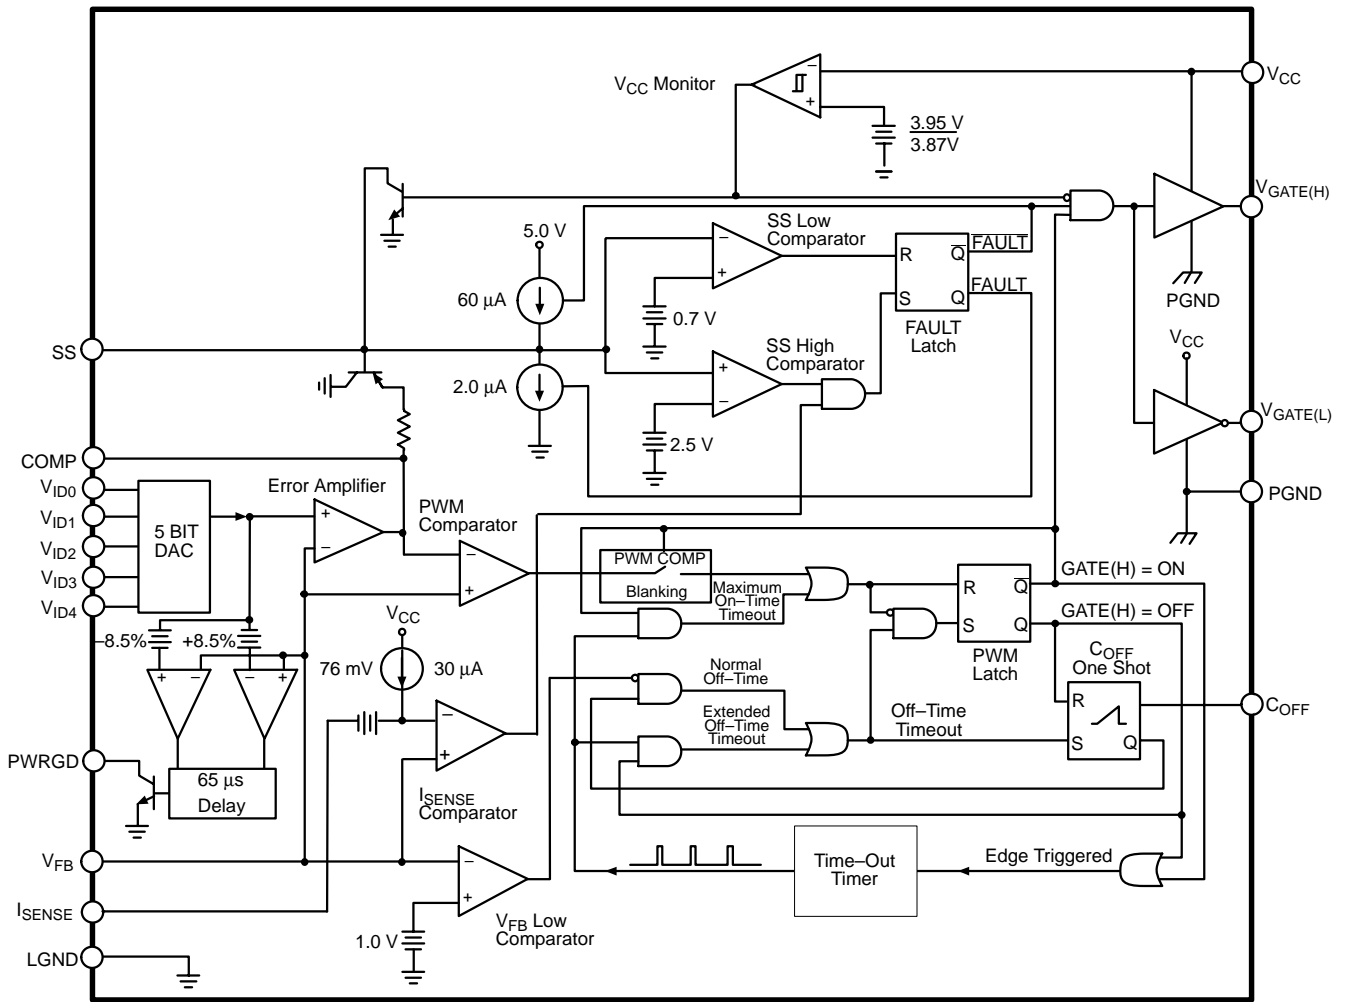 VCC Monitor
−
+
3.95 V
3.87V
VCC
VGATE(H)
PGND
VCC
VGATE(L)
PGND
5.0 V
60 μA
2.0 μA
SS Low
Comparator
−
+
0.7 V
SS High
Comparator
+
−
2.5 V
R
Q
FAULT
S
Q
FAULT
FAULT
Latch
SS
COMP
VID0
VID1
VID2
VID3
VID4
5 BIT
DAC
Error Amplifier
+
−
PWM
Comparator
−
+
PWM COMP
Blanking
Maximum
On–Time
Timeout
R
Q
S
Q
PWM
Latch
GATE(H) = ON
GATE(H) = OFF
COFF
One Shot
R
S
Q
COFF
–8.5%
+8.5%
+
−
−
+
VCC
76 mV
30 μA
Normal
Off–Time
Extended
Off–Time
Timeout
Off–Time
Timeout
PWRGD
65 μs
Delay
−
+
ISENSE
Comparator
VFB
ISENSE
LGND
−
+
1.0 V
VFB Low
Comparator
Time–Out
Timer
Edge Triggered